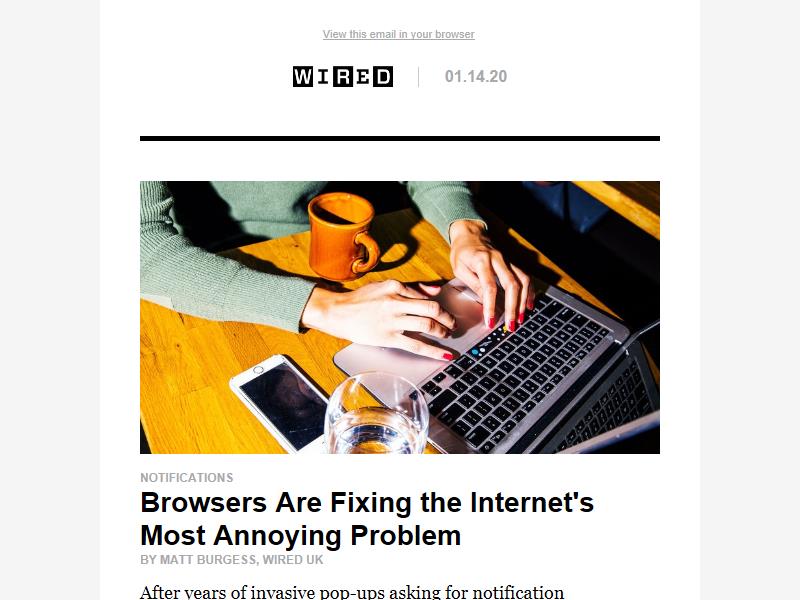 View this email in your browser
WIRED 01.14.20
NOTIFICATIONS
Browsers Are Fixing the Internet's
Most Annoying Problem
BY MATT BURGESS, WIRED UK
After years of invasive pop-ups asking for notification